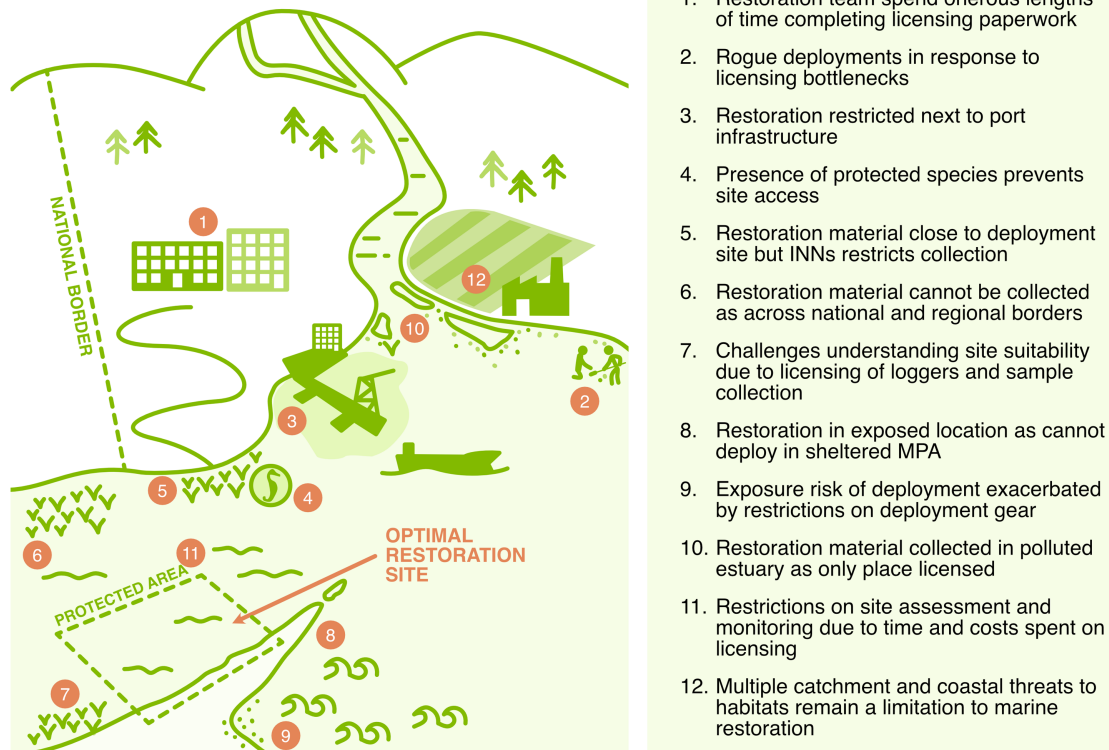 NATIONAL BORDER
1
12
10
2
3
5
4
6
11
OPTIMAL
RESTORATION
SITE
PROTECTED AREA
8
7
9
1. Restoration team spend onerous lengths
of time completing licensing paperwork
2. Rogue deployments in response to
licensing bottlenecks
3. Restoration restricted next to port
infrastructure
4. Presence of protected species prevents
site access
5. Restoration material close to deployment
site but INNs restricts collection
6. Restoration material cannot be collected
as across national and regional borders
7. Challenges understanding site suitability
due to licensing of loggers and sample
collection
8. Restoration in exposed location as cannot
deploy in sheltered MPA
9. Exposure risk of deployment exacerbated
by restrictions on deployment gear
10. Restoration material collected in polluted
estuary as only place licensed
11. Restrictions on site assessment and
monitoring due to time and costs spent on
licensing
12. Multiple catchment and coastal threats to
habitats remain a limitation to marine
restoration